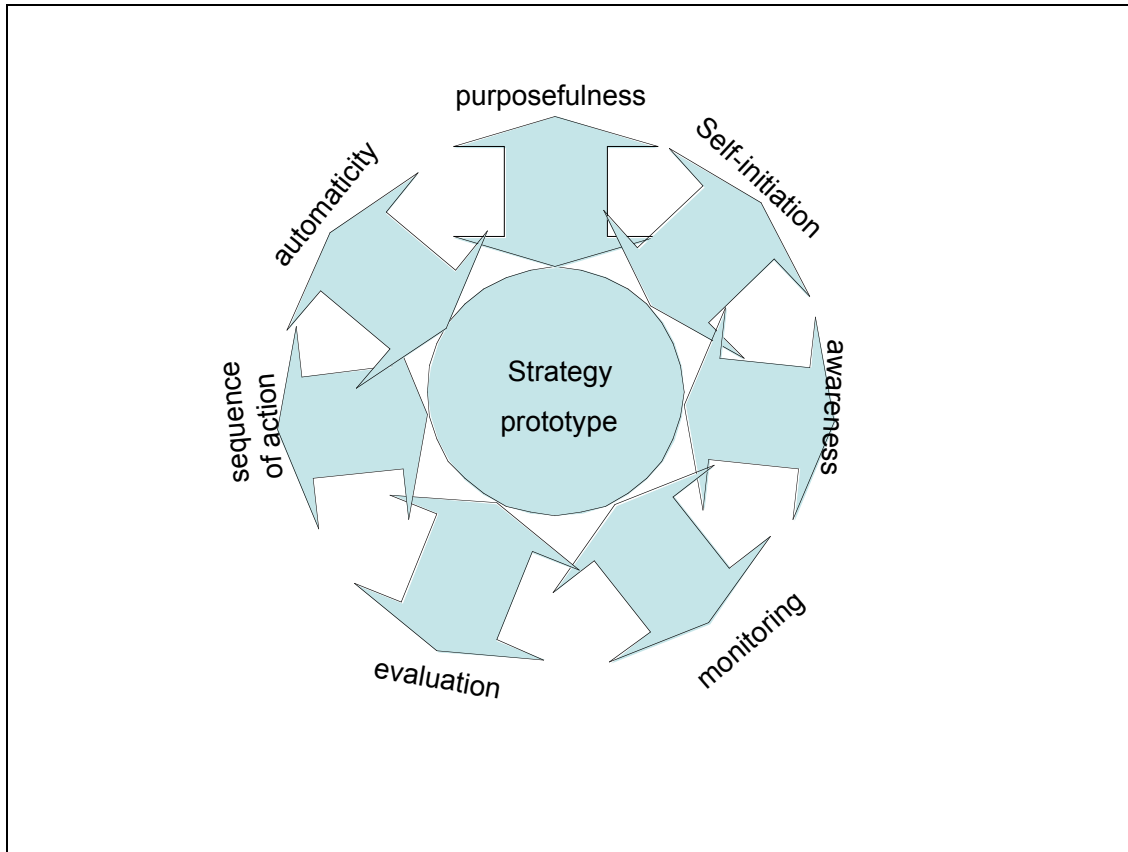 purposefulness
Self-initiation
awareness
monitoring
evaluation
sequence
of action
automaticity
Strategy
prototype